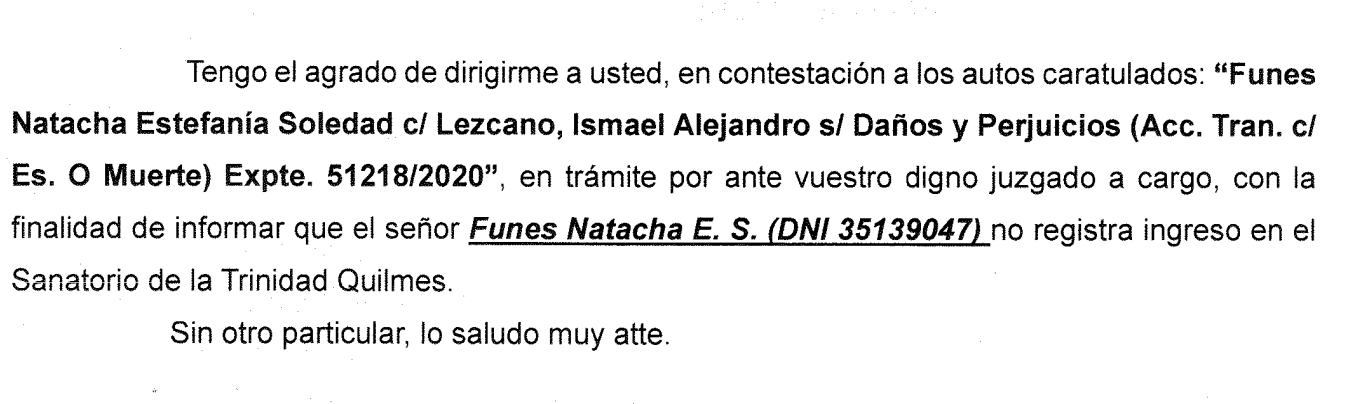 Tengo el agrado de dirigirme a usted, en contestación a los autos caratulados: “Funes
Natacha Estefanía Soledad c/ Lezcano, Ismael Alejandro s/ Daños y Perjuicios (Acc. Tran. c/
Es. O Muerte) Expte. 51218/2020”, en trámite por ante vuestro digno juzgado a cargo, con la
finalidad de informar que el señor Funes Natacha E. S. (DNI 35139047) no registra ingreso en el
Sanatorio de la Trinidad Quilmes.
Sin otro particular, lo saludo muy atte.